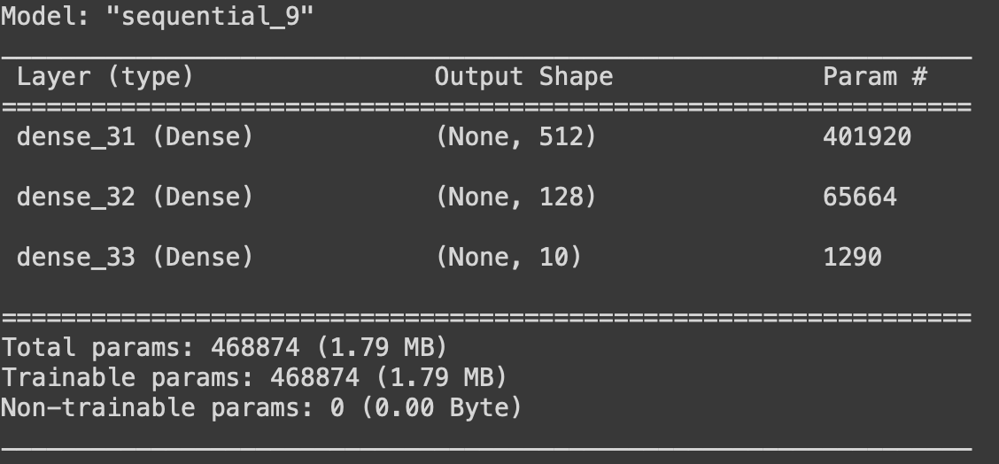 Model: "sequential_9"
Layer (type) Output Shape Param #
dense_31 (Dense) (None, 512) 401920
dense_32 (Dense) (None, 128) 65664
dense_33 (Dense) (None, 10) 1290
Total params: 468874 (1.79 MB)
Trainable params: 468874 (1.79 MB)
Non-trainable params: 0 (0.00 Byte)